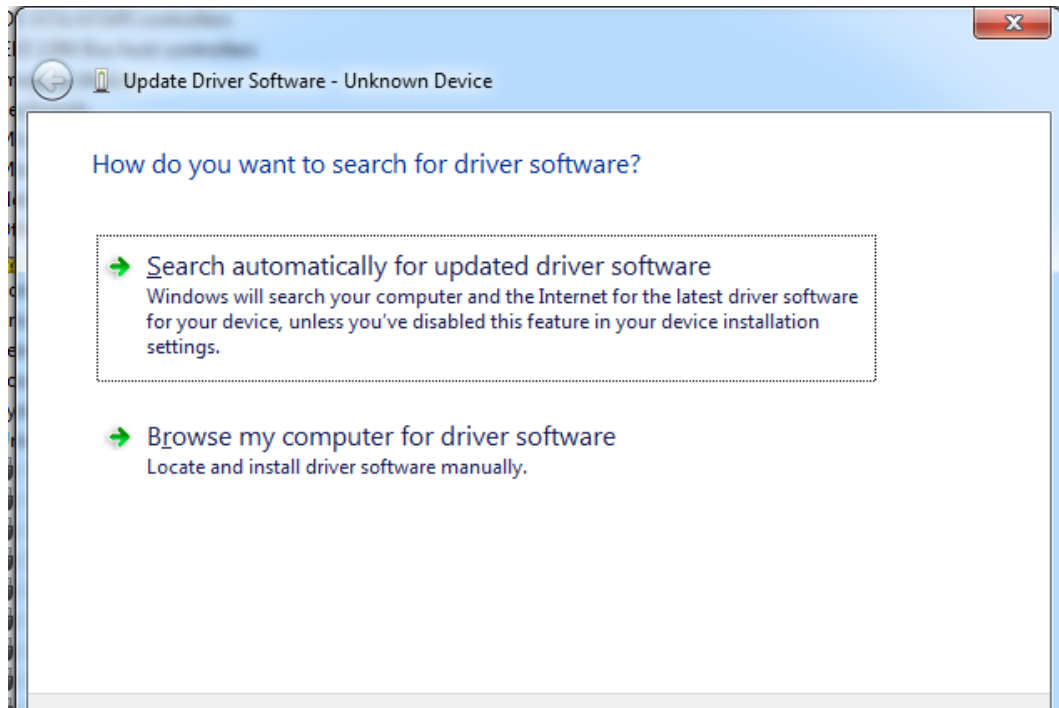 Update Driver Software - Unknown Device
How do you want to search for driver software?
Search automatically for updated driver software
Windows will search your computer and the Internet for the latest driver software
for your device, unless you've disabled this feature in your device installation
settings.
Browse my computer for driver software
Locate and install driver software manually.